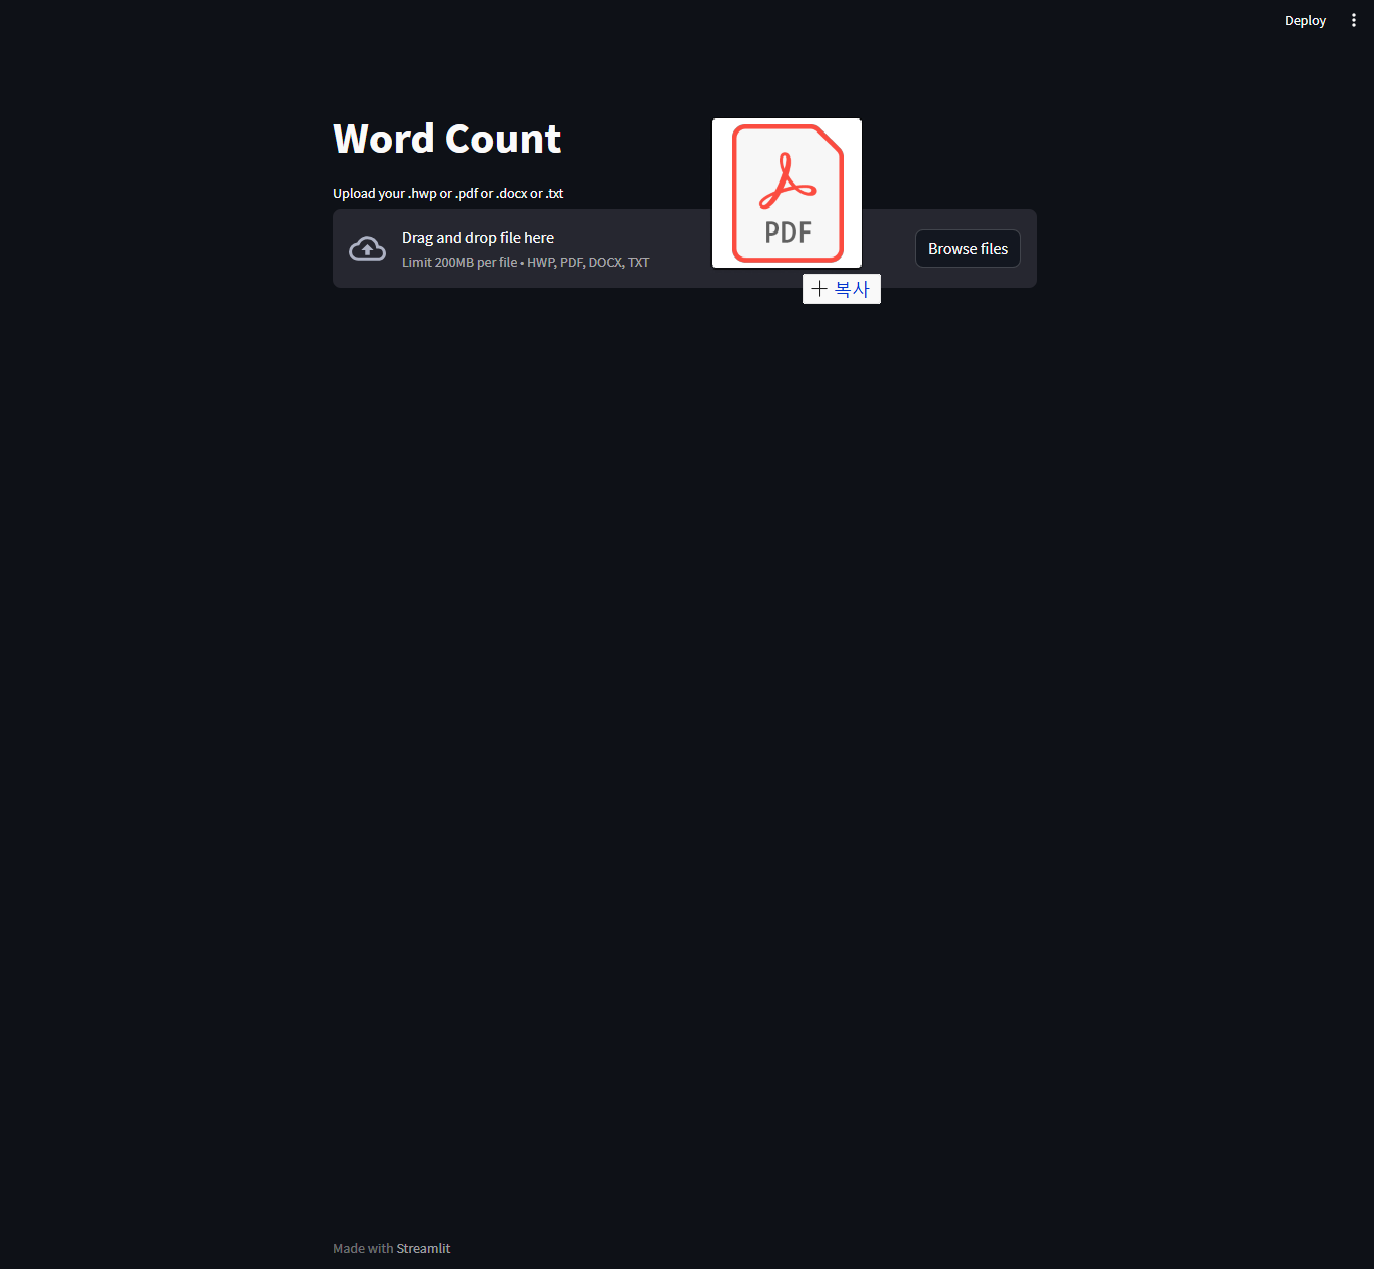 Deploy
Word Count
Upload your .hwp or .pdf or .docx or .txt
Drag and drop file here
Limit 200MB per file • HWP, PDF, DOCX, TXT
PDF
Browse files
+ 복사
Made with Streamlit